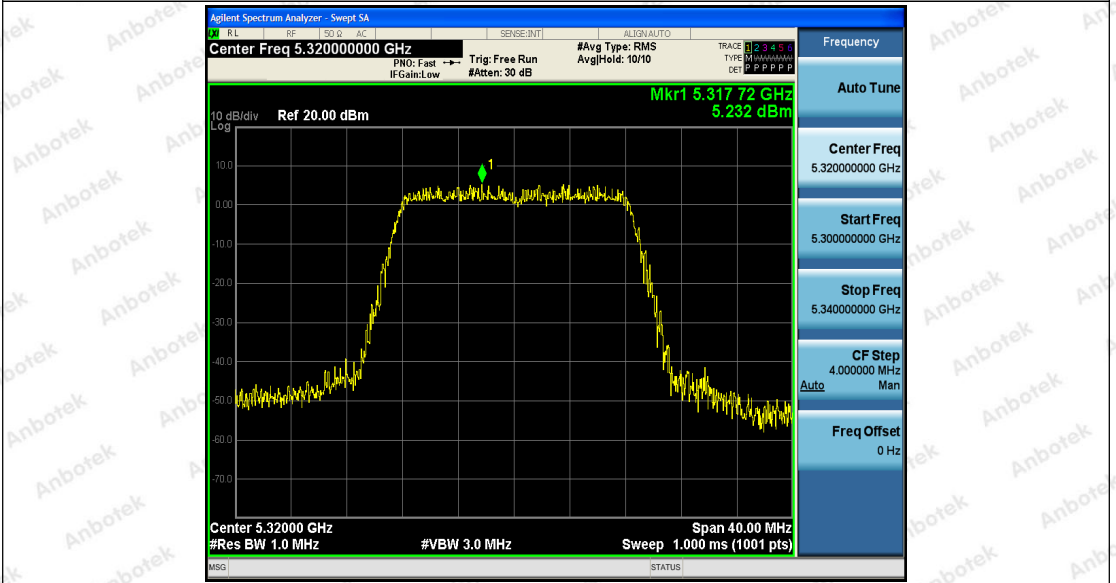 Agilent Spectrum Analyzer - Swept SA
RL RF 50 Ω AC SENSE:INT ALIGNAUTO
Center Freq 5.320000000 GHz
PNO: Fast
IFGain:Low
Trig: Free Run
#Atten: 30 dB
#Avg Type: RMS
Avg|Hold: 10/10
TRACE 1 2 3 4 5 6
TYPE M
DET P P P P P P
Mkr1 5.317 72 GHz
5.232 dBm
10 dB/div Ref 20.00 dBm
Log
1
10.0
0.00
-10.0
-20.0
-30.0
-40.0
-50.0
-60.0
-70.0
Center 5.32000 GHz
Span 40.00 MHz
#Res BW 1.0 MHz
#VBW 3.0 MHz
Sweep 1.000 ms (1001 pts)
MSG
STATUS
Frequency
Auto Tune
Center Freq
5.320000000 GHz
Start Freq
5.300000000 GHz
Stop Freq
5.340000000 GHz
CF Step
4.000000 MHz
Auto Man
Freq Offset
0 Hz
Anbotek